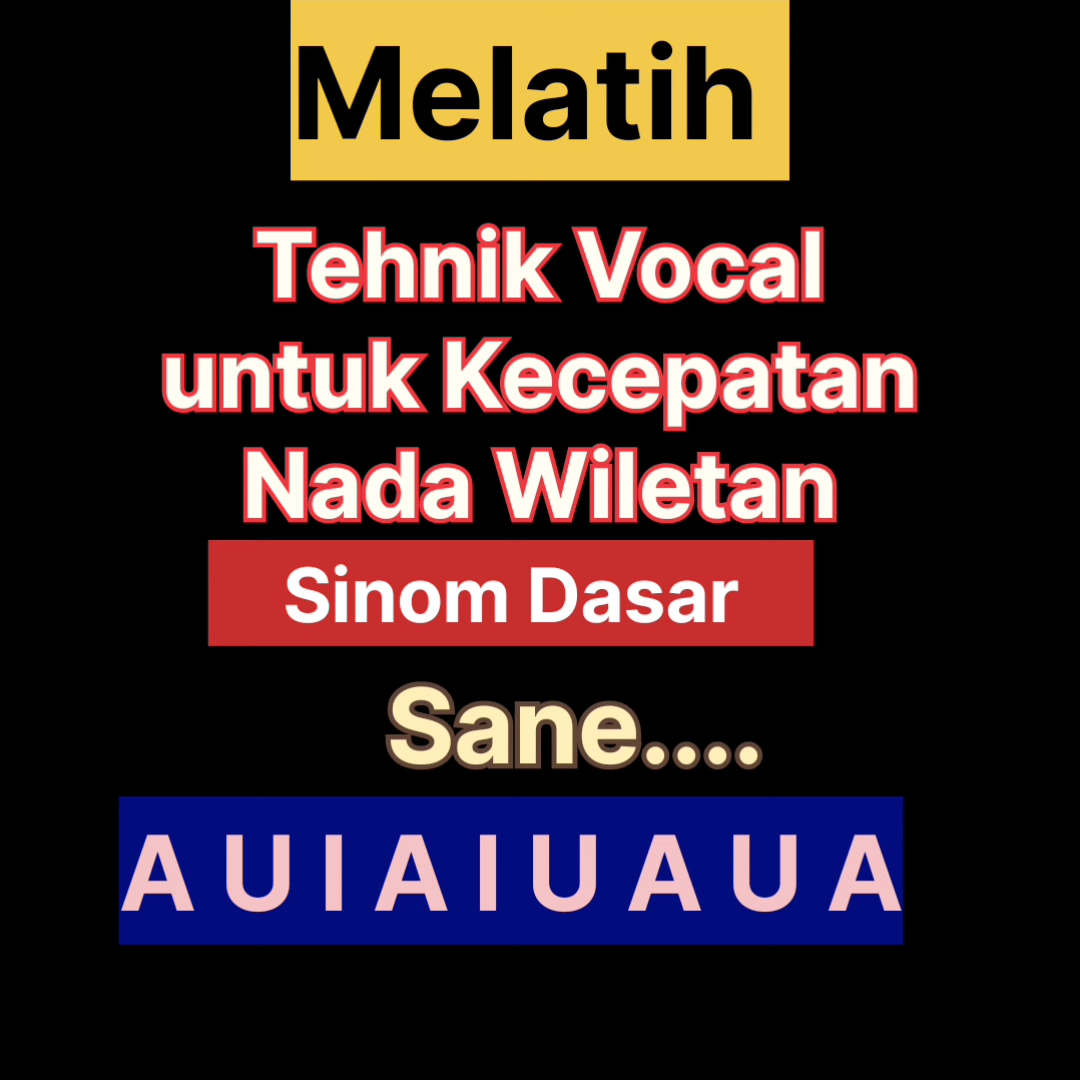 Melatih
Tehnik Vocal
untuk Kecepatan
Nada Wiletan
Sinom Dasar
Sane....
A U I A I U A U A